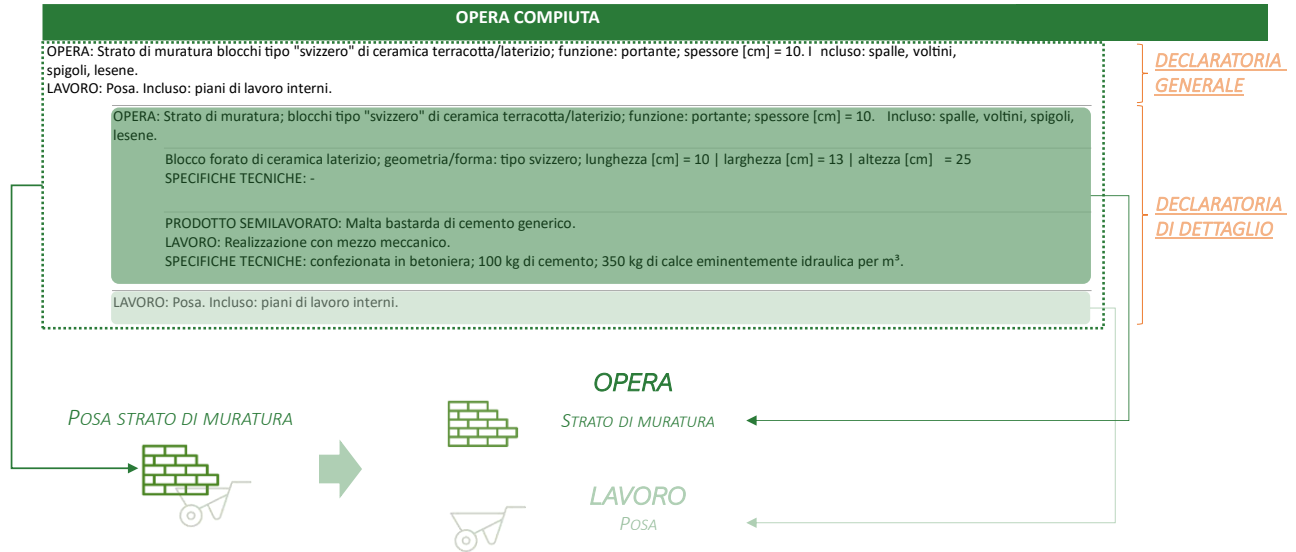 OPERA COMPIUTA
OPERA: Strato di muratura blocchi tipo "svizzero" di ceramica terracotta/laterizio; funzione: portante; spessore [cm] = 10. I ncluso: spalle, voltini,
spigoli, lesene.
LAVORO: Posa. Incluso: piani di lavoro interni.
DECLARATORIA
GENERALE
OPERA: Strato di muratura; blocchi tipo "svizzero" di ceramica terracotta/laterizio; funzione: portante; spessore [cm] = 10. Incluso: spalle, voltini, spigoli,
lesene.
Blocco forato di ceramica laterizio; geometria/forma: tipo svizzero; lunghezza [cm] = 10 | larghezza [cm] = 13 | altezza [cm] = 25
SPECIFICHE TECNICHE: -
PRODOTTO SEMILAVORATO: Malta bastarda di cemento generico.
LAVORO: Realizzazione con mezzo meccanico.
SPECIFICHE TECNICHE: confezionata in betoniera; 100 kg di cemento; 350 kg di calce eminentemente idraulica per m³.
DECLARATORIA
DI DETTAGLIO
LAVORO: Posa. Incluso: piani di lavoro interni.
POSA STRATO DI MURATURA
OPERA
STRATO DI MURATURA
LAVORO
POSA